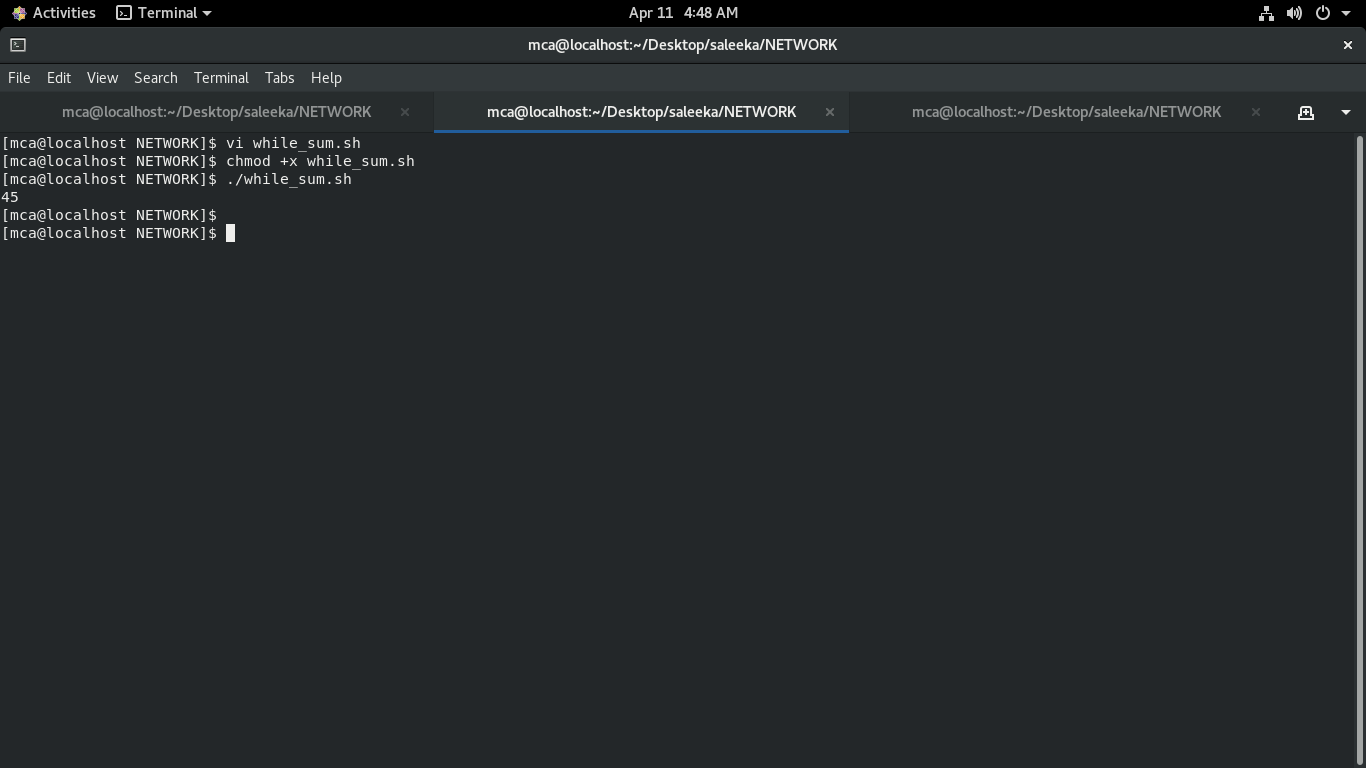 Activities Terminal Apr 11 4:48 AM
mca@localhost:~/Desktop/saleeka/NETWORK
File Edit View Search Terminal Tabs Help
mca@localhost:~/Desktop/saleeka/NETWORK mca@localhost:~/Desktop/saleeka/NETWORK mca@localhost:~/Desktop/saleeka/NETWORK
[mca@localhost NETWORK]$ vi while_sum.sh
[mca@localhost NETWORK]$ chmod +x while_sum.sh
[mca@localhost NETWORK]$ ./while_sum.sh
45
[mca@localhost NETWORK]$
[mca@localhost NETWORK]$